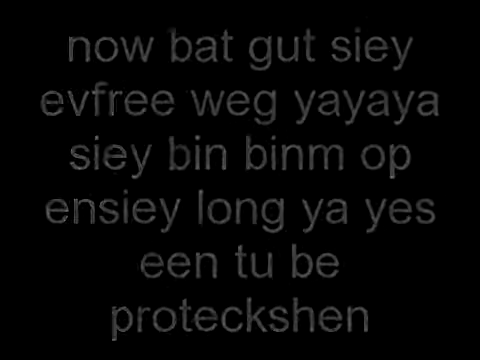 now bat gut siey
evfree weg yayaya
siey bin binm op
ensiey long ya yes
een tu be
proteckshen